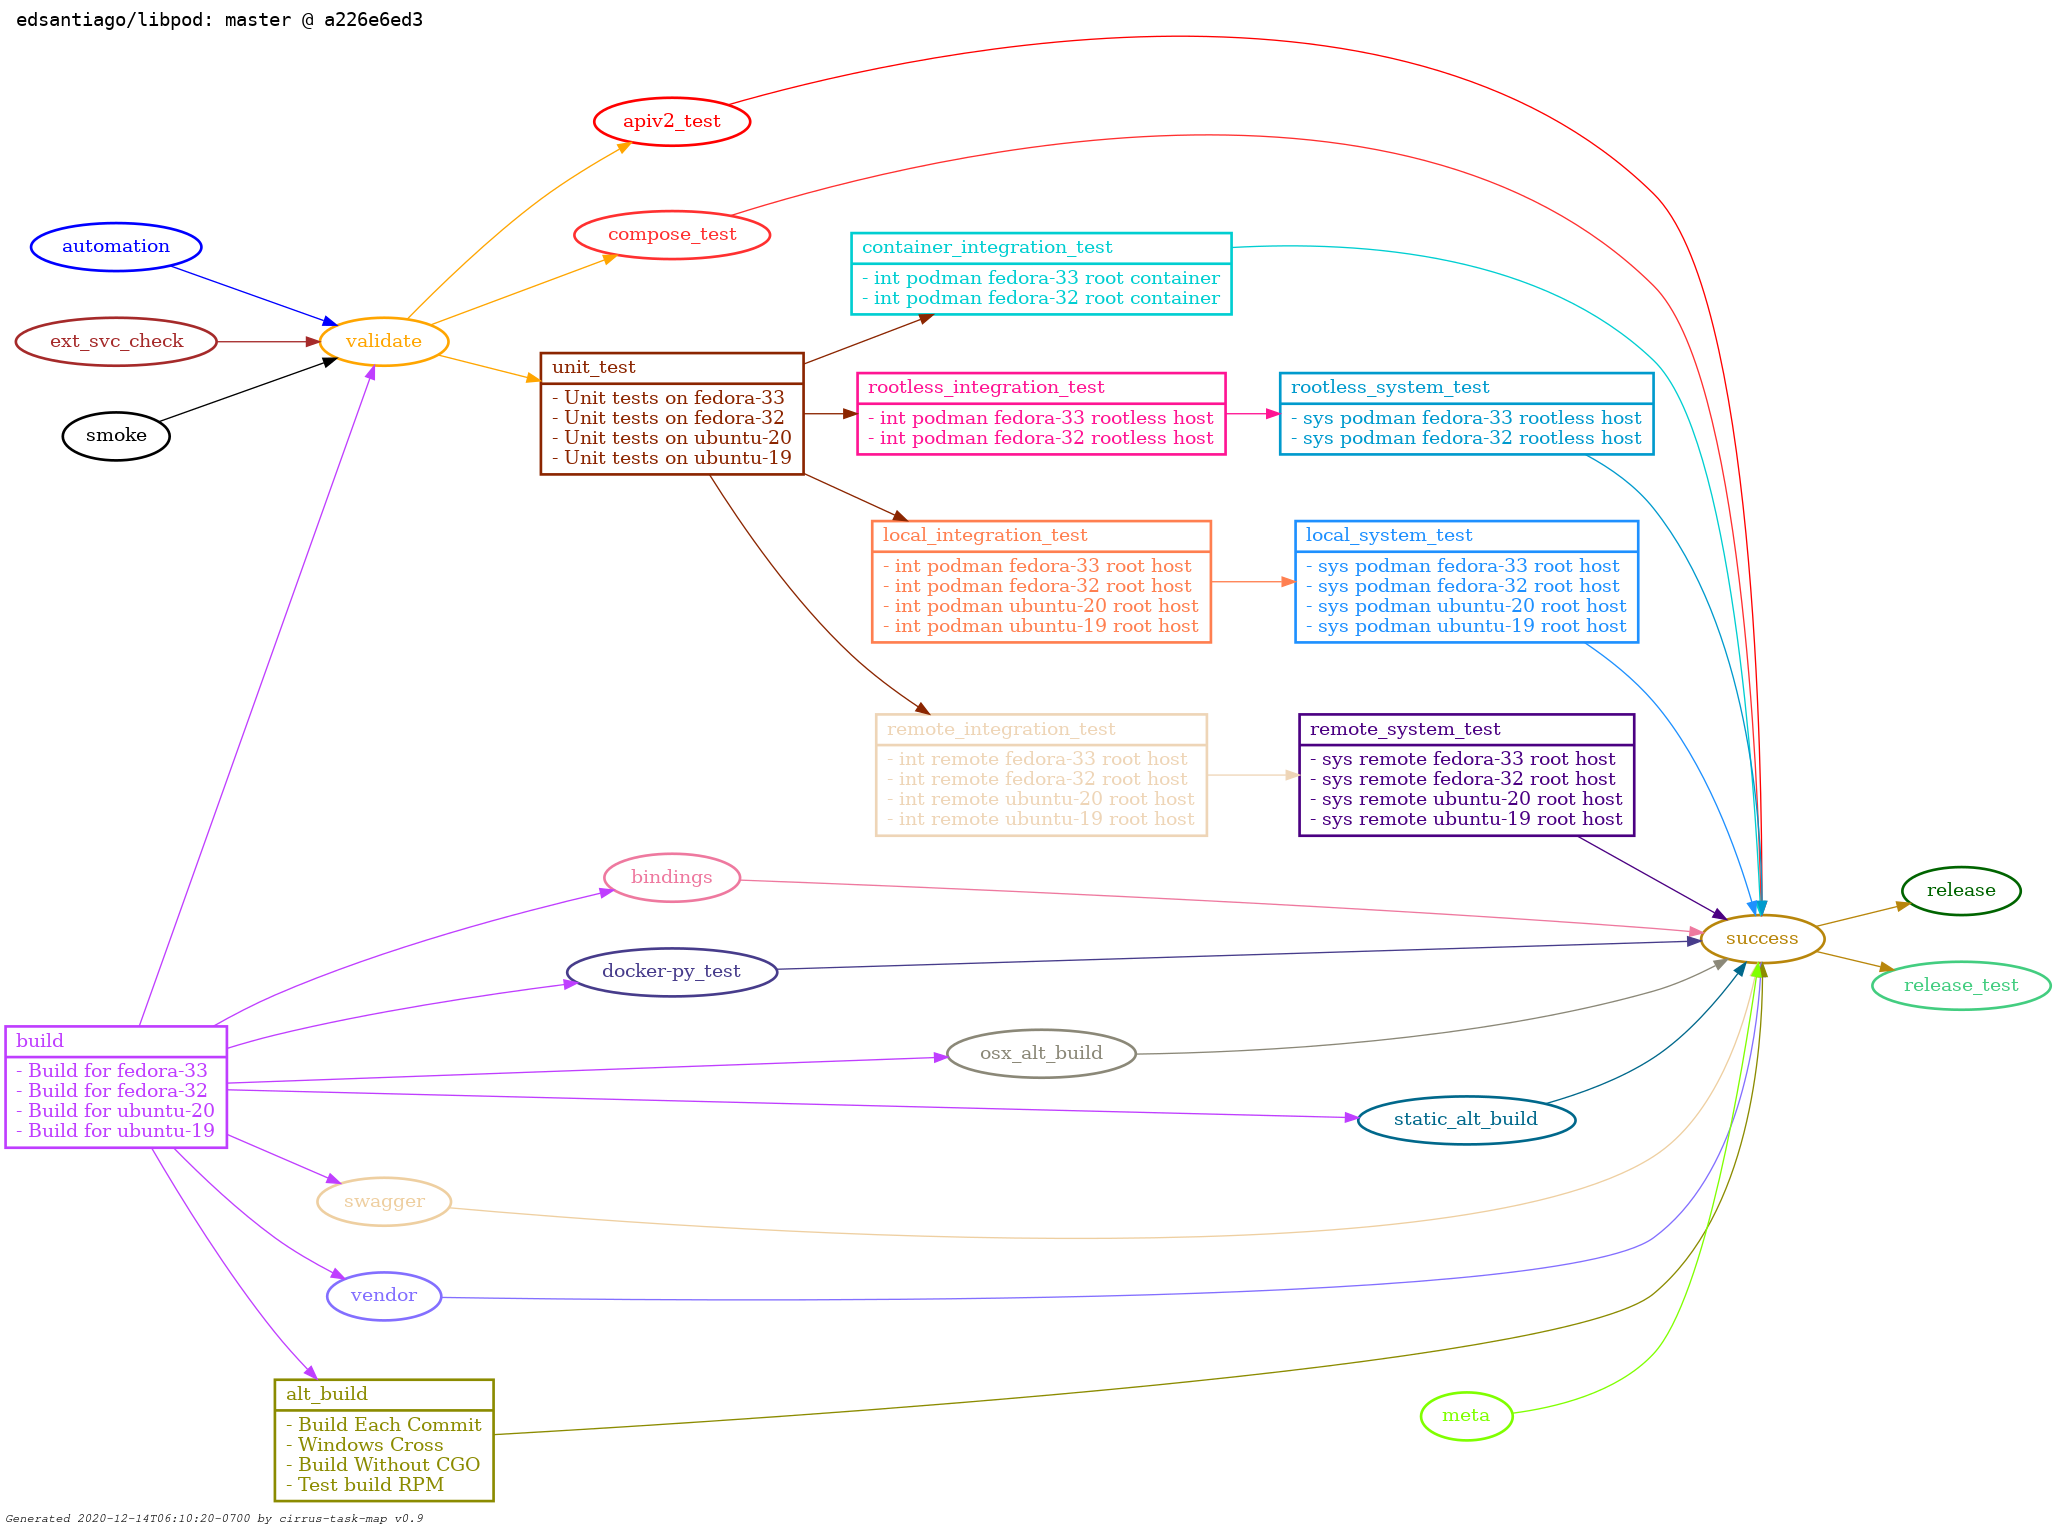 edsantiago/libpod: master @ a226e6ed3
apiv2_test
compose_test
automation
ext_svc_check
smoke
validate
container_integration_test
- int podman fedora-33 root container
- int podman fedora-32 root container
unit_test
- Unit tests on fedora-33
- Unit tests on fedora-32
- Unit tests on ubuntu-20
- Unit tests on ubuntu-19
rootless_integration_test
- int podman fedora-33 rootless host
- int podman fedora-32 rootless host
rootless_system_test
- sys podman fedora-33 rootless host
- sys podman fedora-32 rootless host
local_integration_test
- int podman fedora-33 root host
- int podman fedora-32 root host
- int podman ubuntu-20 root host
- int podman ubuntu-19 root host
local_system_test
- sys podman fedora-33 root host
- sys podman fedora-32 root host
- sys podman ubuntu-20 root host
- sys podman ubuntu-19 root host
remote_integration_test
- int remote fedora-33 root host
- int remote fedora-32 root host
- int remote ubuntu-20 root host
- int remote ubuntu-19 root host
remote_system_test
- sys remote fedora-33 root host
- sys remote fedora-32 root host
- sys remote ubuntu-20 root host
- sys remote ubuntu-19 root host
bindings
docker-py_test
success
release
release_test
build
- Build for fedora-33
- Build for fedora-32
- Build for ubuntu-20
- Build for ubuntu-19
osx_alt_build
static_alt_build
swagger
vendor
alt_build
- Build Each Commit
- Windows Cross
- Build Without CGO
- Test build RPM
meta
Generated 2020-12-14T06:10:20-0700 by cirrus-task-map v0.9